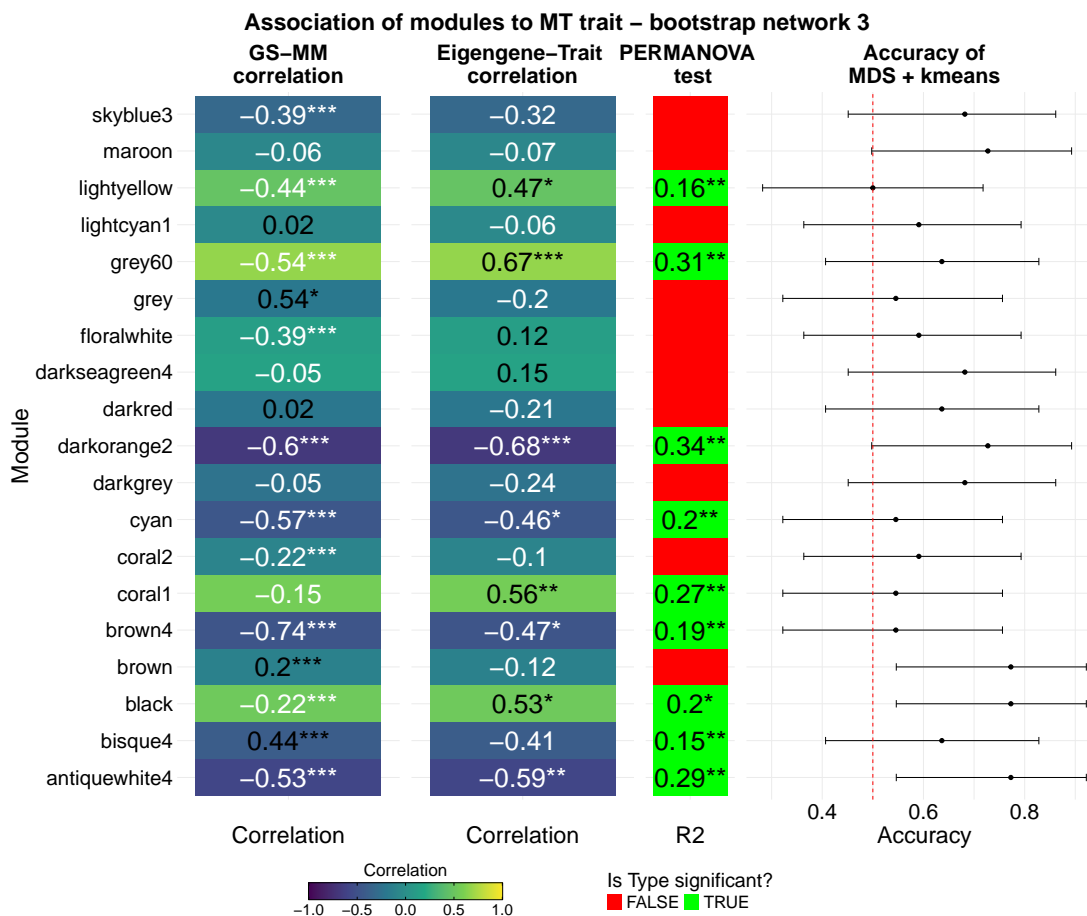 Association of modules to MT trait − bootstrap network 3
GS−MM correlation
Eigengene−Trait correlation
PERMANOVA test
Accuracy of MDS + kmeans
Module
skyblue3 −0.39*** −0.32
maroon −0.06 −0.07
lightyellow −0.44*** 0.47* 0.16**
lightcyan1 0.02 −0.06
grey60 −0.54*** 0.67*** 0.31**
grey 0.54* −0.2
floralwhite −0.39*** 0.12
darkseagreen4 −0.05 0.15
darkred 0.02 −0.21
darkorange2 −0.6*** −0.68*** 0.34**
darkgrey −0.05 −0.24
cyan −0.57*** −0.46* 0.2**
coral2 −0.22*** −0.1
coral1 −0.15 0.56** 0.27**
brown4 −0.74*** −0.47* 0.19**
brown 0.2*** −0.12
black −0.22*** 0.53* 0.2*
bisque4 0.44*** −0.41 0.15**
antiquewhite4 −0.53*** −0.59** 0.29**
0.4 0.6 0.8
Correlation Correlation R2 Accuracy
Correlation
−1.0 −0.5 0.0 0.5 1.0
Is Type significant?
FALSE TRUE